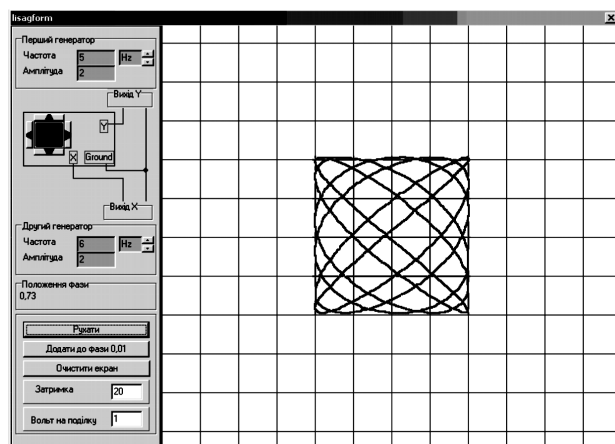 lisagform
Перший генератор
Частота 5 Hz
Амплітуда 2
Вихід Y
Y
X Ground
Вихід X
Другий генератор
Частота 6 Hz
Амплітуда 2
Положення фази
0,73
Рухати
Додати до фази 0,01
Очистити екран
Затримка 20
Вольт на поділку 1